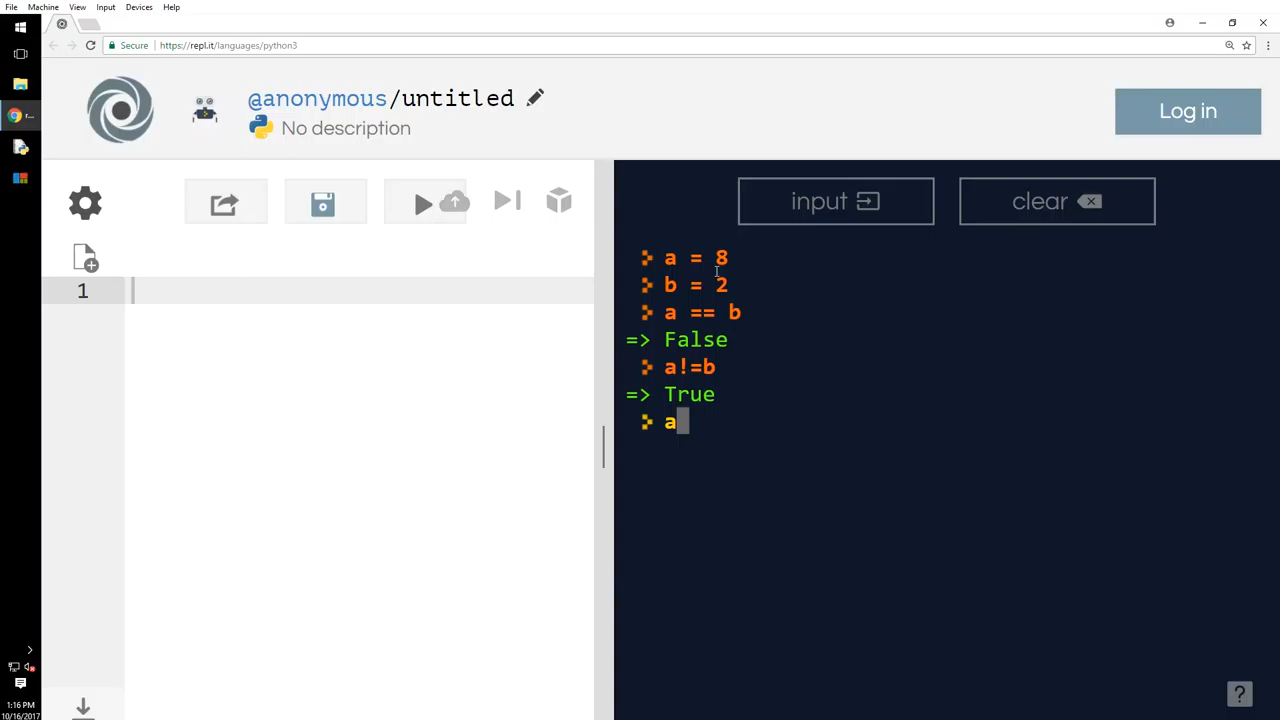 File Machine View Input Devices Help
Secure https://repl.it/languages/python3
@anonymous/untitled
No description
Log in
input
clear
1
a = 8
b = 2
a == b
=> False
a!=b
=> True
a
r...
1:16 PM
10/16/2017
?